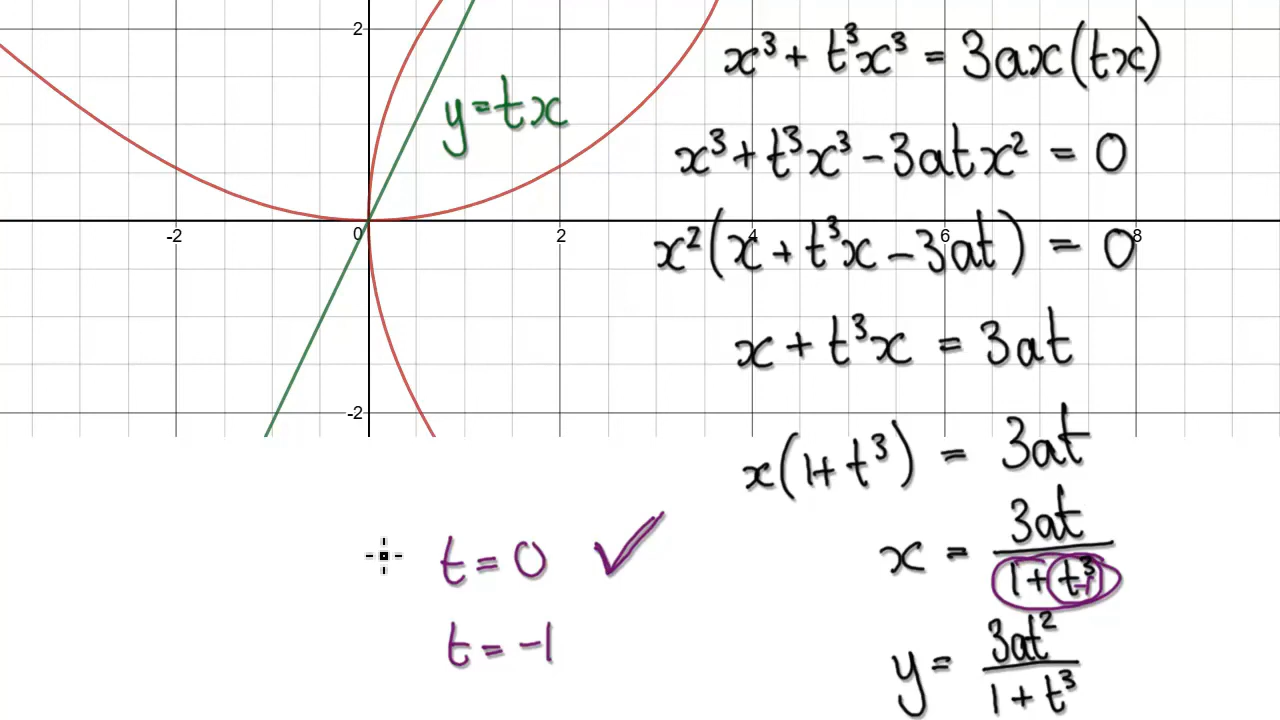 2
y=tx
-2
0
2
4
6
8
-2
x³ + t³x³ = 3ax(tx)
x³ + t³x³ - 3atx² = 0
x²(x + t³x - 3at) = 0
x + t³x = 3at
x(1 + t³) = 3at
x = 3at / 1 + t³
-1
y = 3at² / 1 + t³
t = 0 ✓
t = -1